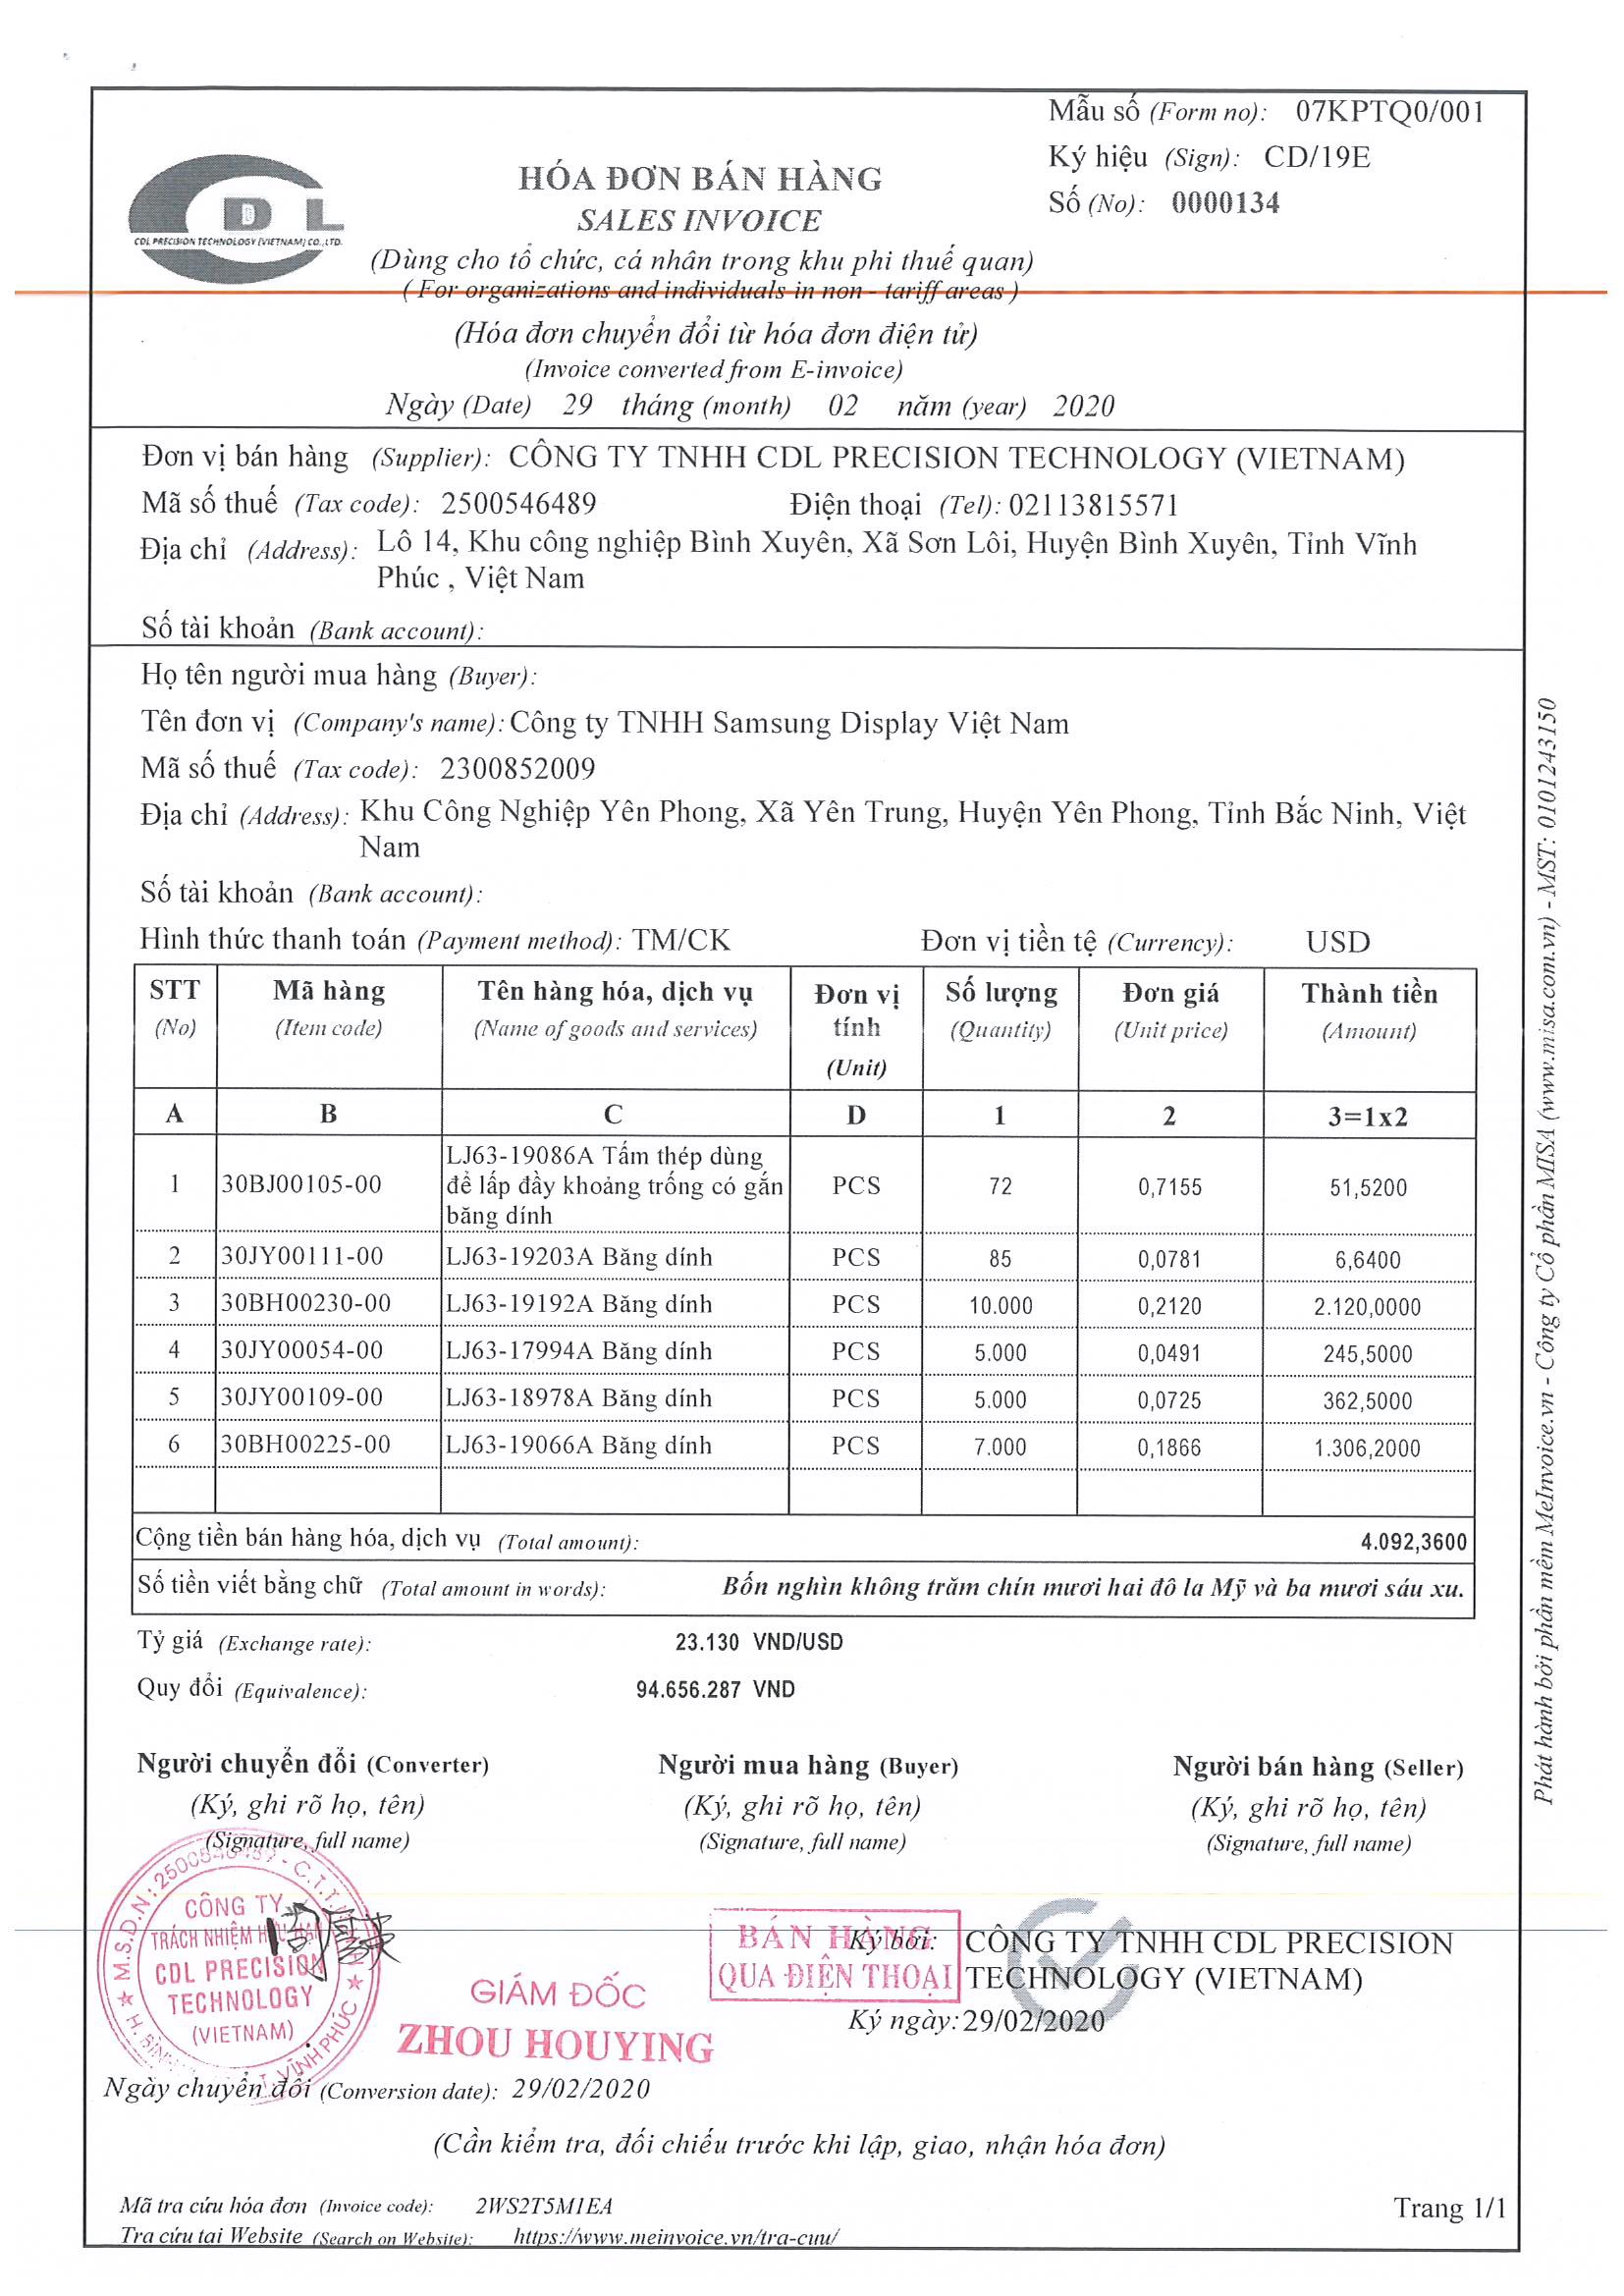 Mẫu số (Form no): 07KPTQ0/001
Ký hiệu (Sign): CD/19E
Số (No): 0000134
CDL
CDL PRECISION TECHNOLOGY (VIETNAM) CO.,LTD.
HÓA ĐƠN BÁN HÀNG
SALES INVOICE
(Dùng cho tổ chức, cá nhân trong khu phi thuế quan)
( For organizations and individuals in non - tariff areas )
(Hóa đơn chuyển đổi từ hóa đơn điện tử)
(Invoice converted from E-invoice)
Ngày (Date) 29 tháng (month) 02 năm (year) 2020
Đơn vị bán hàng (Supplier): CÔNG TY TNHH CDL PRECISION TECHNOLOGY (VIETNAM)
Mã số thuế (Tax code): 2500546489 Điện thoại (Tel): 02113815571
Địa chỉ (Address): Lô 14, Khu công nghiệp Bình Xuyên, Xã Sơn Lôi, Huyện Bình Xuyên, Tỉnh Vĩnh
Phúc , Việt Nam
Số tài khoản (Bank account):
Họ tên người mua hàng (Buyer):
Tên đơn vị (Company's name): Công ty TNHH Samsung Display Việt Nam
Mã số thuế (Tax code): 2300852009
Địa chỉ (Address): Khu Công Nghiệp Yên Phong, Xã Yên Trung, Huyện Yên Phong, Tỉnh Bắc Ninh, Việt
Nam
Số tài khoản (Bank account):
Hình thức thanh toán (Payment method): TM/CK Đơn vị tiền tệ (Currency): USD
STT Mã hàng Tên hàng hóa, dịch vụ Đơn vị Số lượng Đơn giá Thành tiền
(No) (Item code) (Name of goods and services) tính (Quantity) (Unit price) (Amount)
(Unit)
A B C D 1 2 3=1x2
LJ63-19086A Tấm thép dùng
1 30BJ00105-00 để lấp đầy khoảng trống có gắn PCS 72 0,7155 51,5200
băng dính
2 30JY00111-00 LJ63-19203A Băng dính PCS 85 0,0781 6,6400
3 30BH00230-00 LJ63-19192A Băng dính PCS 10.000 0,2120 2.120,0000
4 30JY00054-00 LJ63-17994A Băng dính PCS 5.000 0,0491 245,5000
5 30JY00109-00 LJ63-18978A Băng dính PCS 5.000 0,0725 362,5000
6 30BH00225-00 LJ63-19066A Băng dính PCS 7.000 0,1866 1.306,2000
Cộng tiền bán hàng hóa, dịch vụ (Total amount): 4.092,3600
Số tiền viết bằng chữ (Total amount in words): Bốn nghìn không trăm chín mươi hai đô la Mỹ và ba mươi sáu xu.
Tỷ giá (Exchange rate): 23.130 VND/USD
Quy đổi (Equivalence): 94.656.287 VND
Người chuyển đổi (Converter) Người mua hàng (Buyer) Người bán hàng (Seller)
(Ký, ghi rõ họ, tên) (Ký, ghi rõ họ, tên) (Ký, ghi rõ họ, tên)
(Signature, full name) (Signature, full name) (Signature, full name)
CÔNG TY
TRÁCH NHIỆM HỮU HẠN
CDL PRECISION
TECHNOLOGY
(VIETNAM)
GIÁM ĐỐC
ZHOU HOUYING
BÁN HÀNG
QUA ĐIỆN THOẠI
Ký bởi: CÔNG TY TNHH CDL PRECISION
TECHNOLOGY (VIETNAM)
Ký ngày: 29/02/2020
Ngày chuyển đổi (Conversion date): 29/02/2020
(Cần kiểm tra, đối chiếu trước khi lập, giao, nhận hóa đơn)
Mã tra cứu hóa đơn (Invoice code): 2WS2T5M1EA
Trang 1/1
Tra cứu tại Website (Search on Website): https://www.meinvoice.vn/tra-cuu/
Phát hành bởi phần mềm MeInvoice.vn - Công ty Cổ phần MISA (www.misa.com.vn) - MST: 0101243150